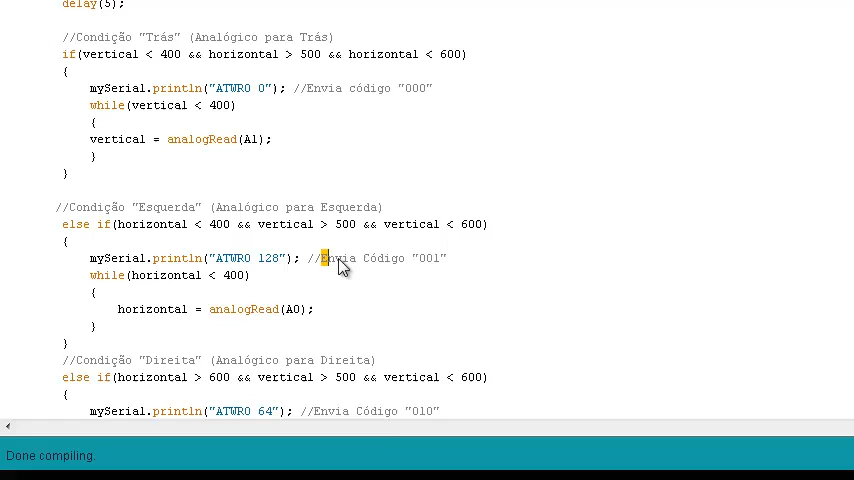 delay(5);
//Condição "Trás" (Analógico para Trás)
if(vertical < 400 && horizontal > 500 && horizontal < 600)
{
mySerial.println("ATWRO 0"); //Envia código "000"
while(vertical < 400)
{
vertical = analogRead(A1);
}
}
//Condição "Esquerda" (Analógico para Esquerda)
else if(horizontal < 400 && vertical > 500 && vertical < 600)
{
mySerial.println("ATWRO 128"); //Envia Código "001"
while(horizontal < 400)
{
horizontal = analogRead(A0);
}
}
//Condição "Direita" (Analógico para Direita)
else if(horizontal > 600 && vertical > 500 && vertical < 600)
{
mySerial.println("ATWRO 64"); //Envia Código "010"
Done compiling.